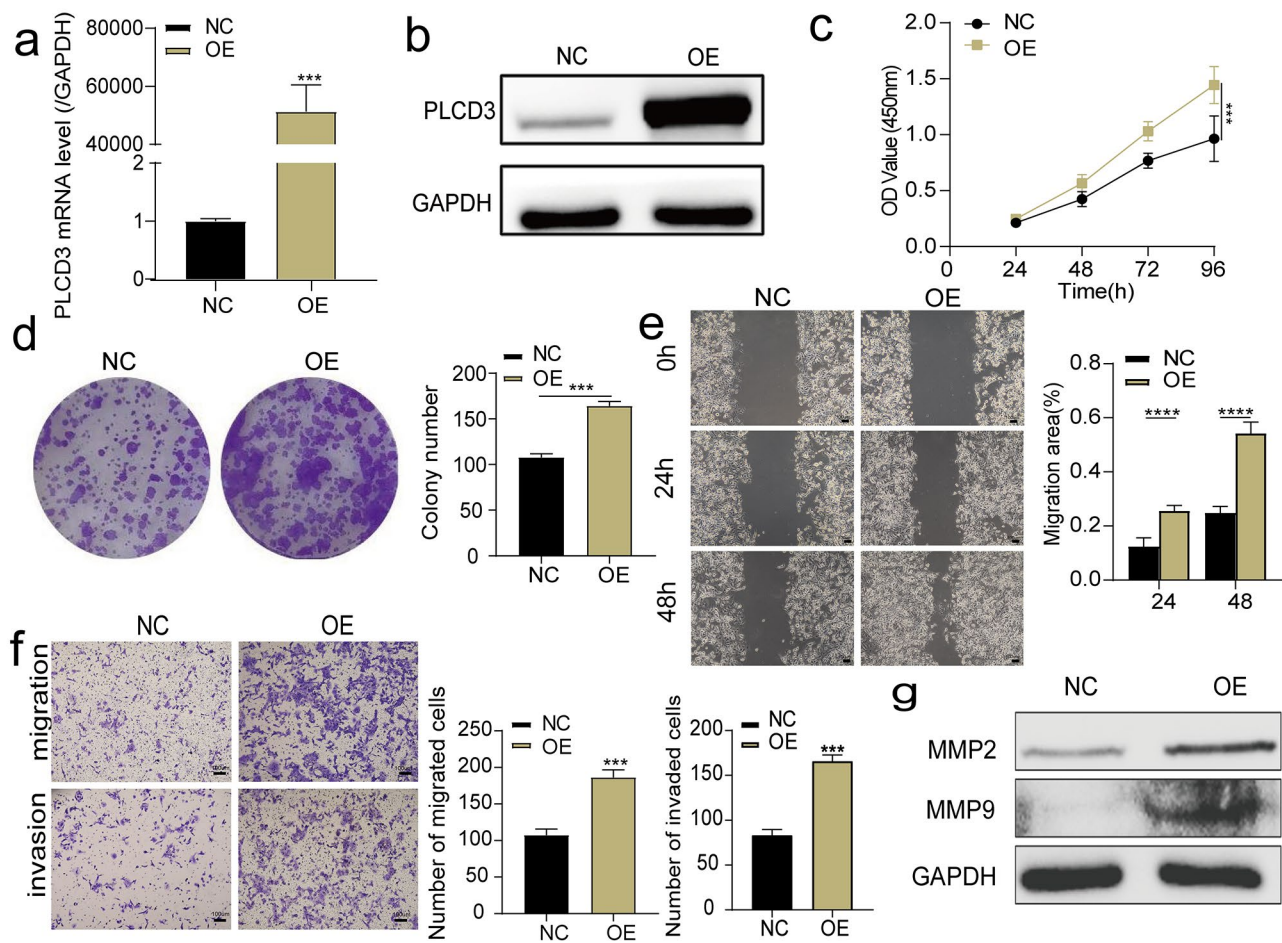 a
PLCD3 mRNA level (/GAPDH)
80000
60000
40000
2
1
0
NC
OE
***
NC
OE
b
NC
OE
PLCD3
GAPDH
c
OD Value (450nm)
2.0
1.5
1.0
0.5
0.0
NC
OE
***
0
24
48
72
96
Time(h)
d
NC
OE
Colony number
200
150
100
50
0
NC
OE
***
NC
OE
e
NC
OE
0h
24h
48h
Migration area(%)
0.8
0.6
0.4
0.2
0.0
NC
OE
****
****
24
48
f
NC
OE
migration
invasion
100um
100um
100um
100um
Number of migrated cells
250
200
150
100
50
0
NC
OE
***
NC
OE
Number of invaded cells
200
150
100
50
0
NC
OE
***
NC
OE
g
NC
OE
MMP2
MMP9
GAPDH